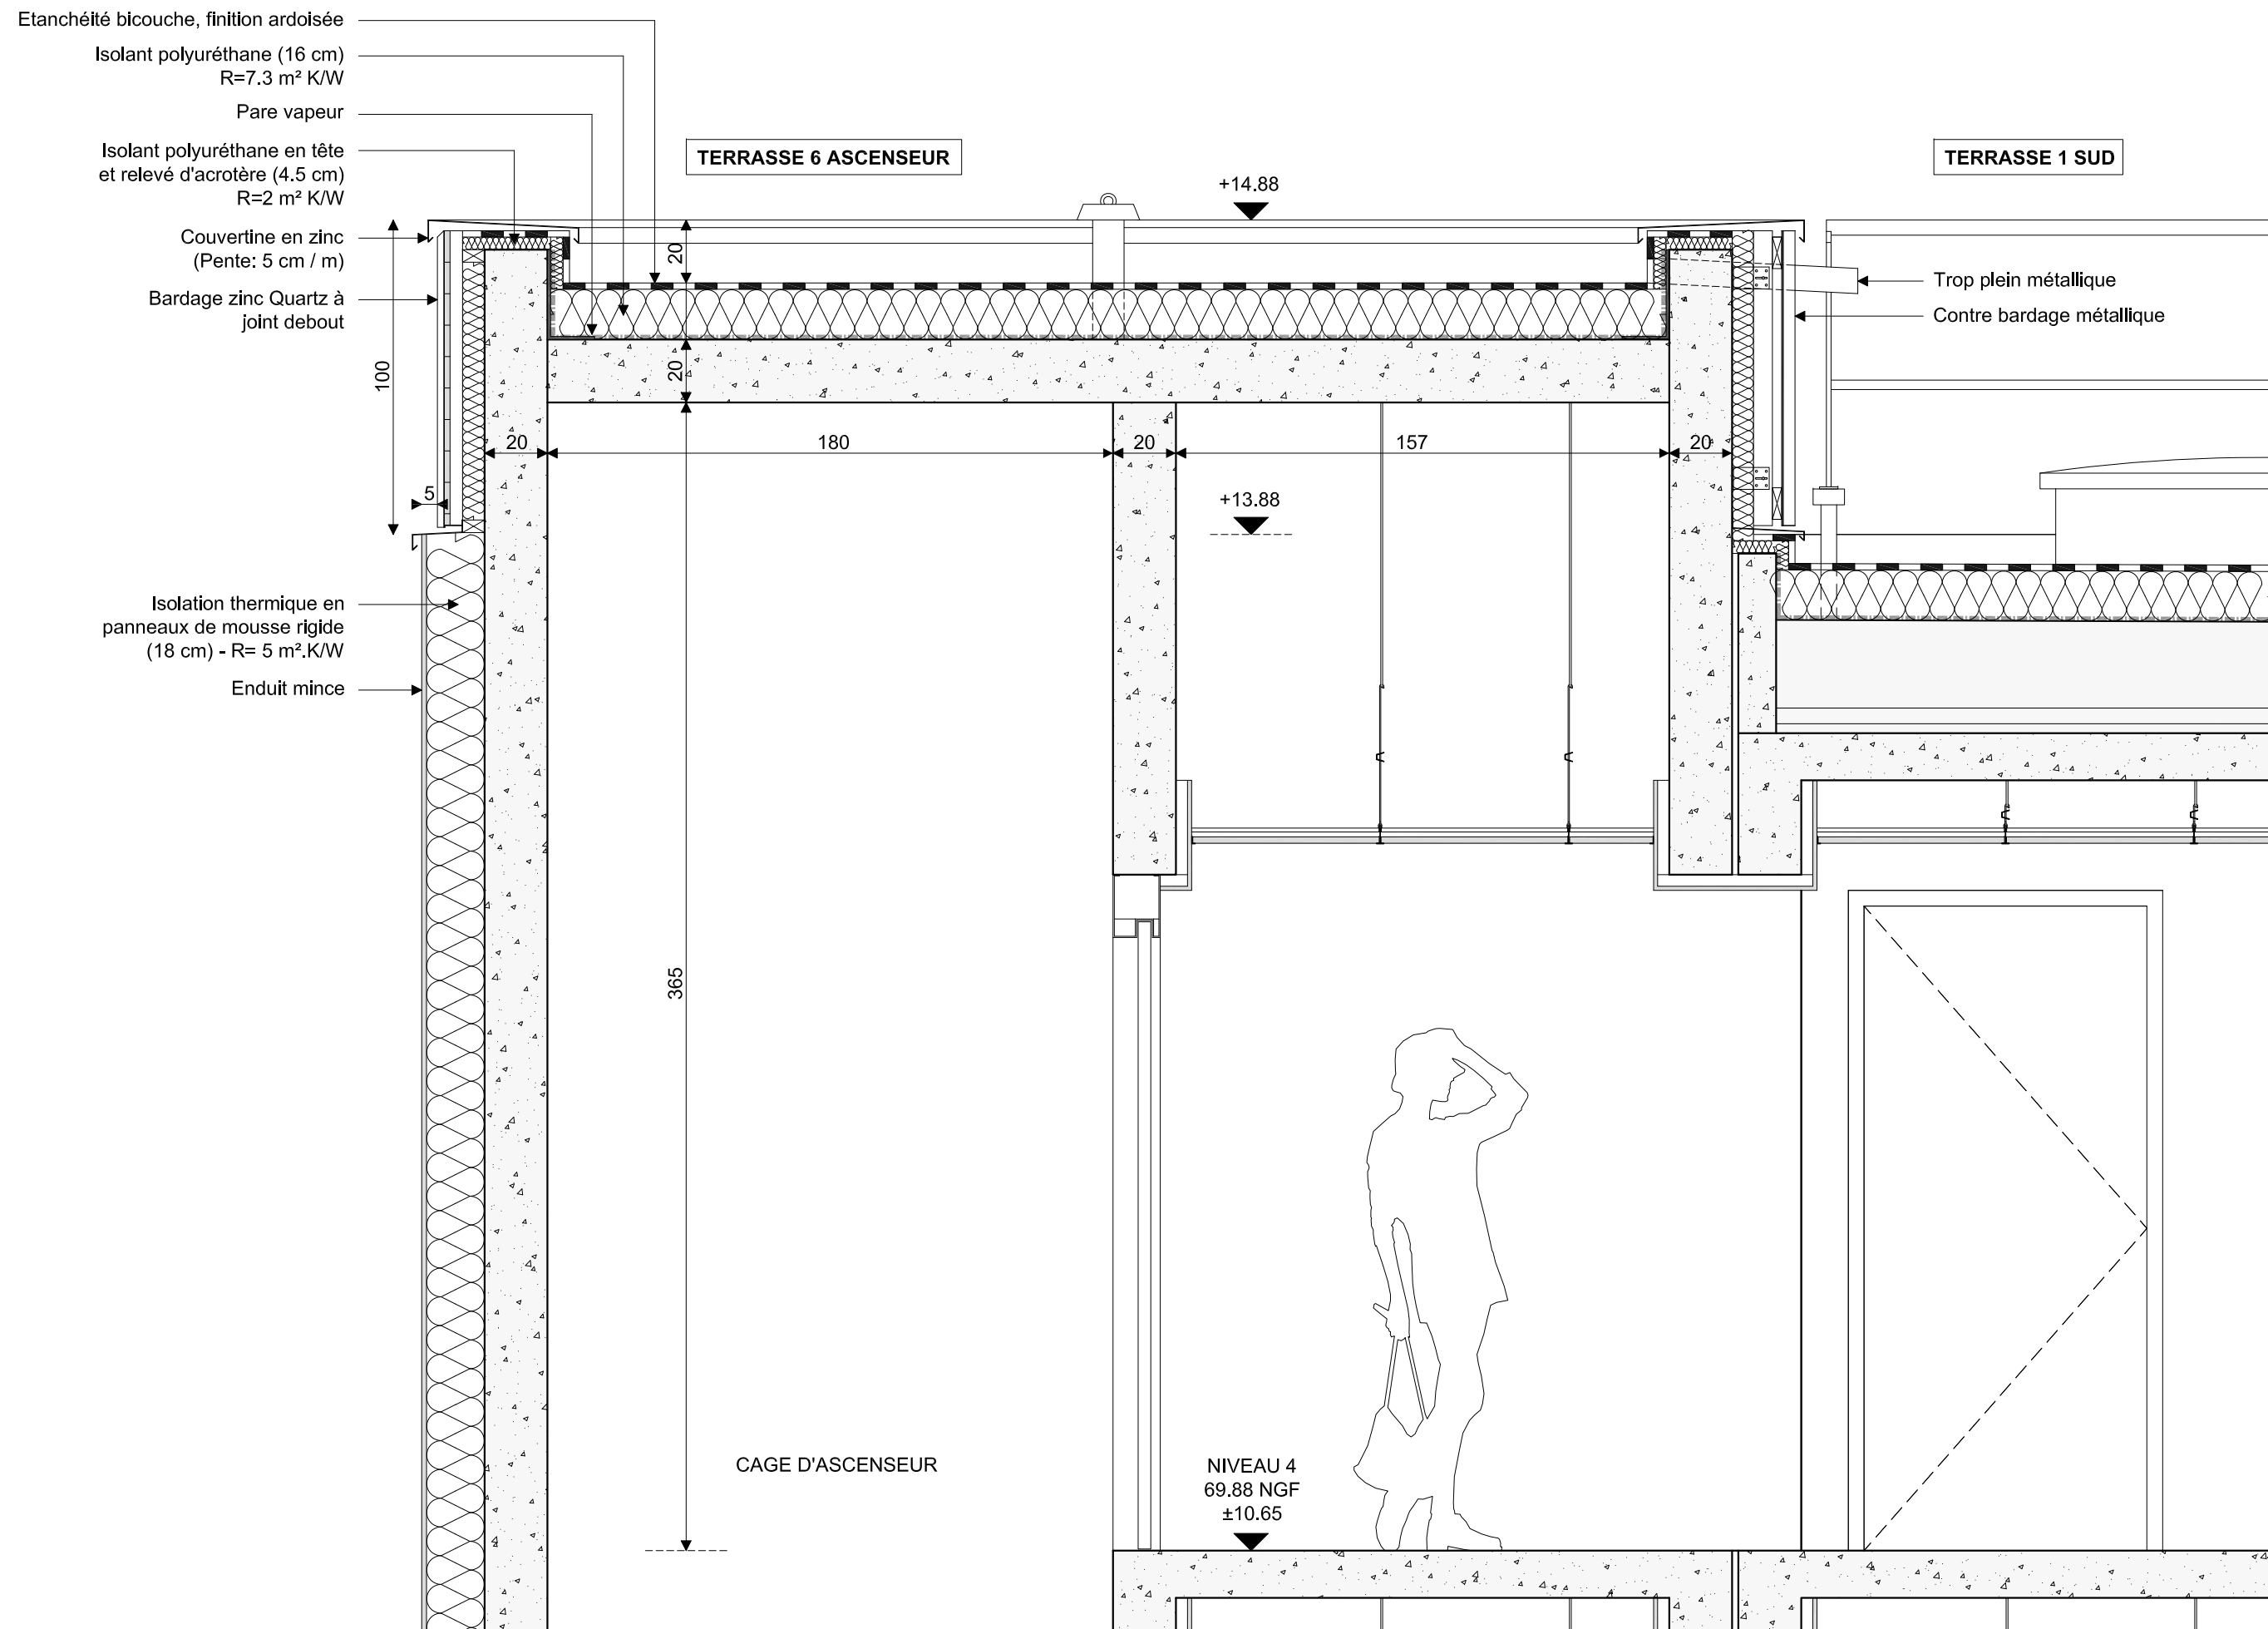 Etanchéité bicouche, finition ardoisée
Isolant polyuréthane (16 cm)
R=7.3 m² K/W
Pare vapeur
Isolant polyuréthane en tête
et relevé d'acrotère (4.5 cm)
R=2 m² K/W
Couvertine en zinc
(Pente: 5 cm / m)
Bardage zinc Quartz à
joint debout
Isolation thermique en
panneaux de mousse rigide
(18 cm) - R= 5 m².K/W
Enduit mince
TERRASSE 6 ASCENSEUR
TERRASSE 1 SUD
+14.88
Trop plein métallique
Contre bardage métallique
20
20
100
20
180
20
157
20
5
+13.88
365
CAGE D'ASCENSEUR
NIVEAU 4
69.88 NGF
±10.65